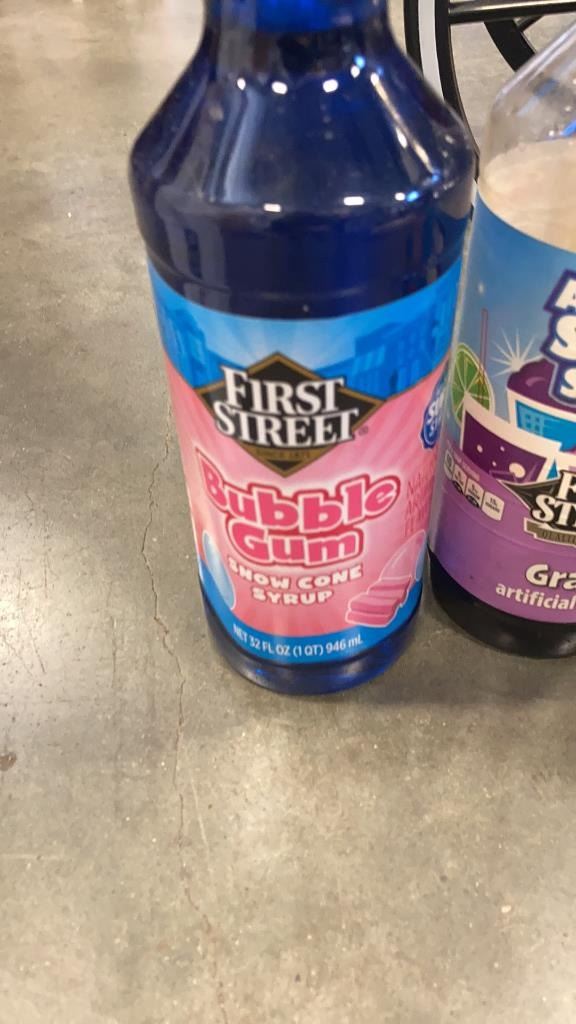 FIRST
STREET
SINCE 1871
Bubble
Gum
SNOW CONE
SYRUP
NET 32 FL OZ (1 QT) 946 mL
ST
Gra
artificial